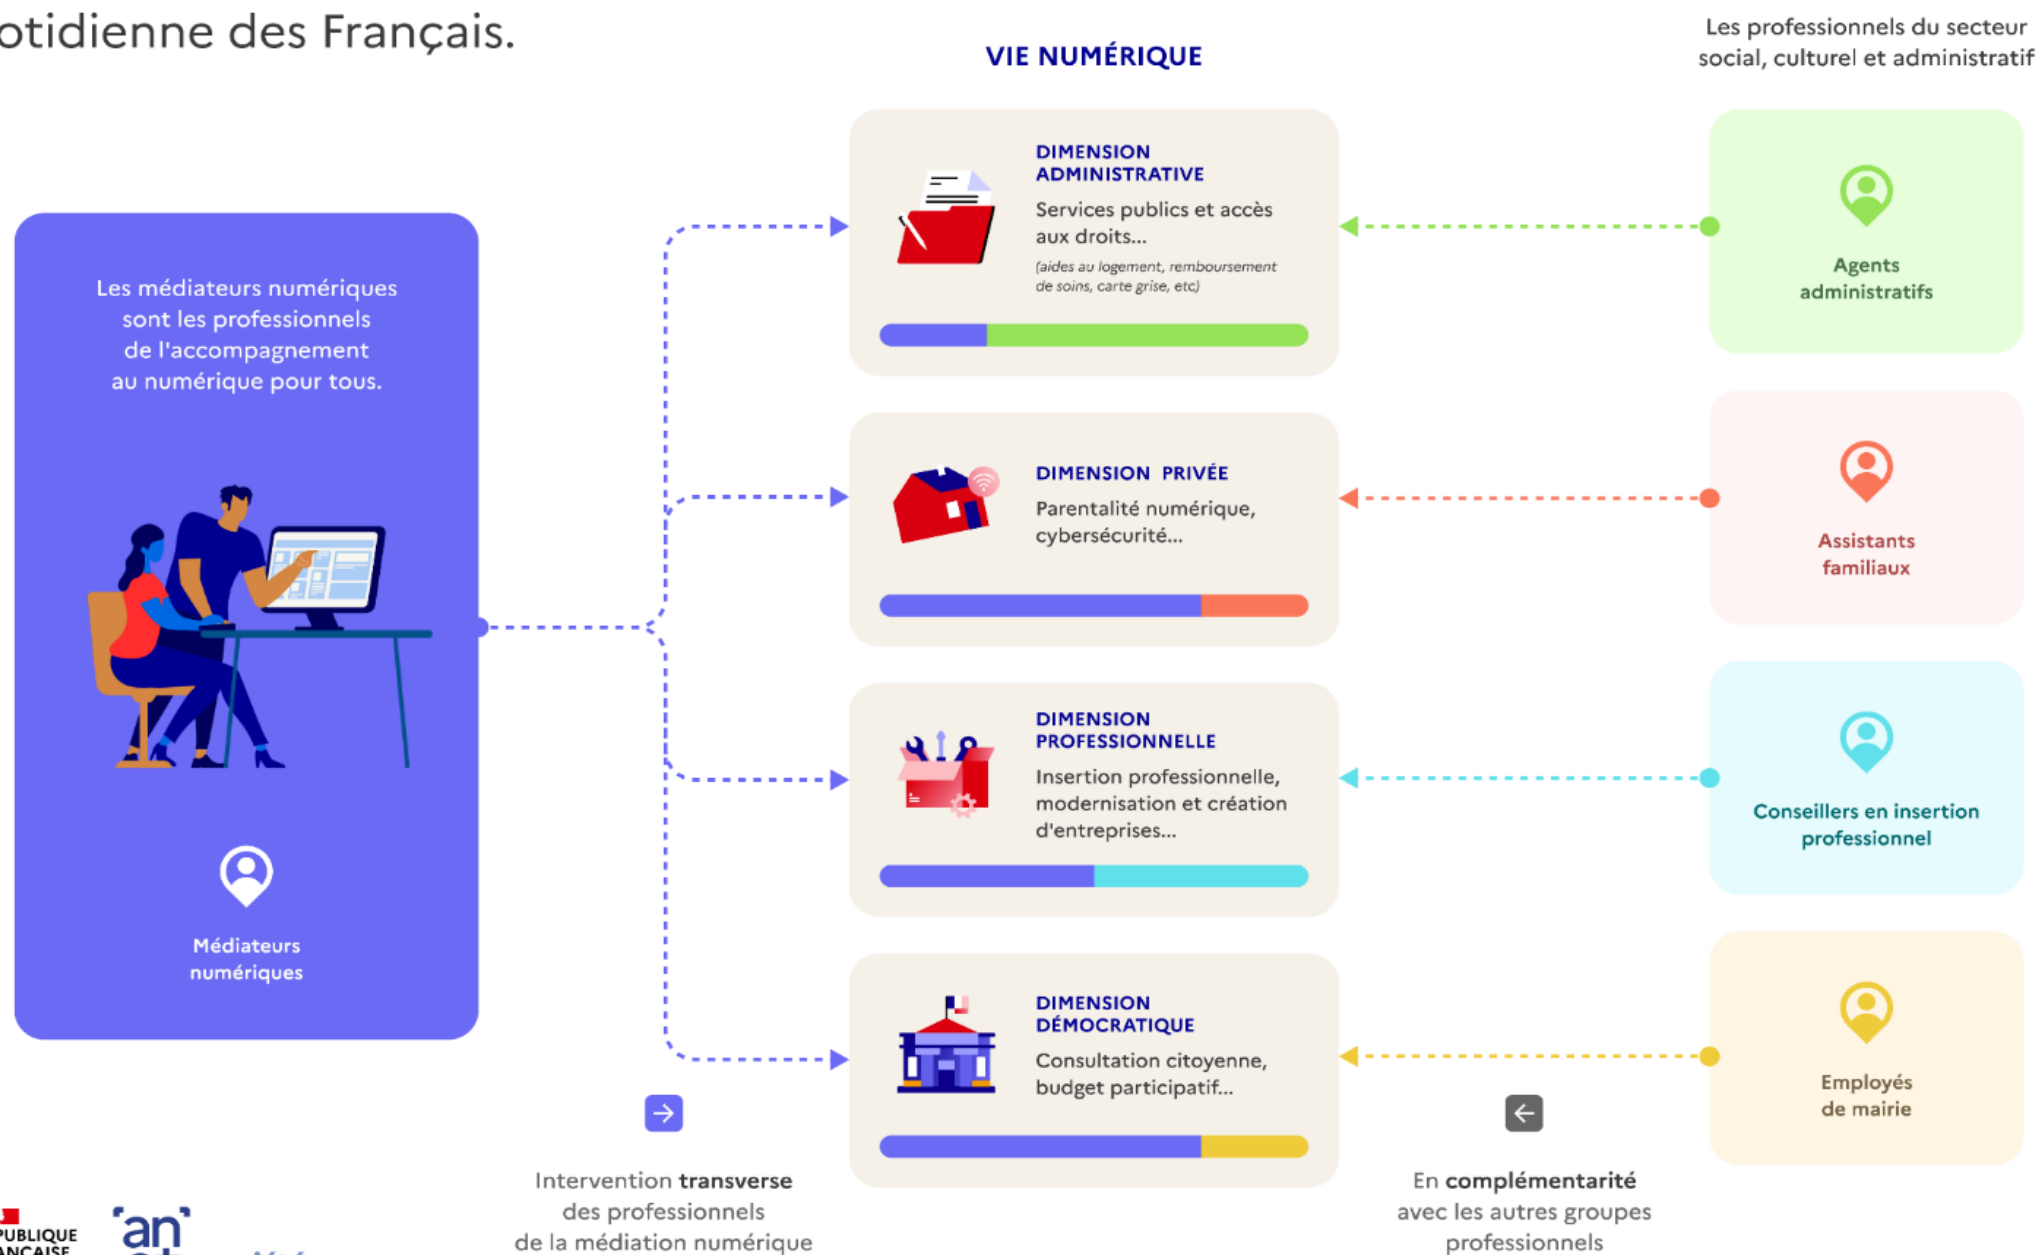 otidienne des Français.
VIE NUMÉRIQUE
Les professionnels du secteur
social, culturel et administratif
Les médiateurs numériques
sont les professionnels
de l'accompagnement
au numérique pour tous.
Médiateurs
numériques
DIMENSION
ADMINISTRATIVE
Services publics et accès
aux droits...
(aides au logement, remboursement
de soins, carte grise, etc)
DIMENSION PRIVÉE
Parentalité numérique,
cybersécurité...
DIMENSION
PROFESSIONNELLE
Insertion professionnelle,
modernisation et création
d'entreprises...
DIMENSION
DÉMOCRATIQUE
Consultation citoyenne,
budget participatif...
Agents
administratifs
Assistants
familiaux
Conseillers en insertion
professionnel
Employés
de mairie
Intervention transverse
des professionnels
de la médiation numérique
En complémentarité
avec les autres groupes
professionnels
PUBLIQUE
ANÇAISE
an